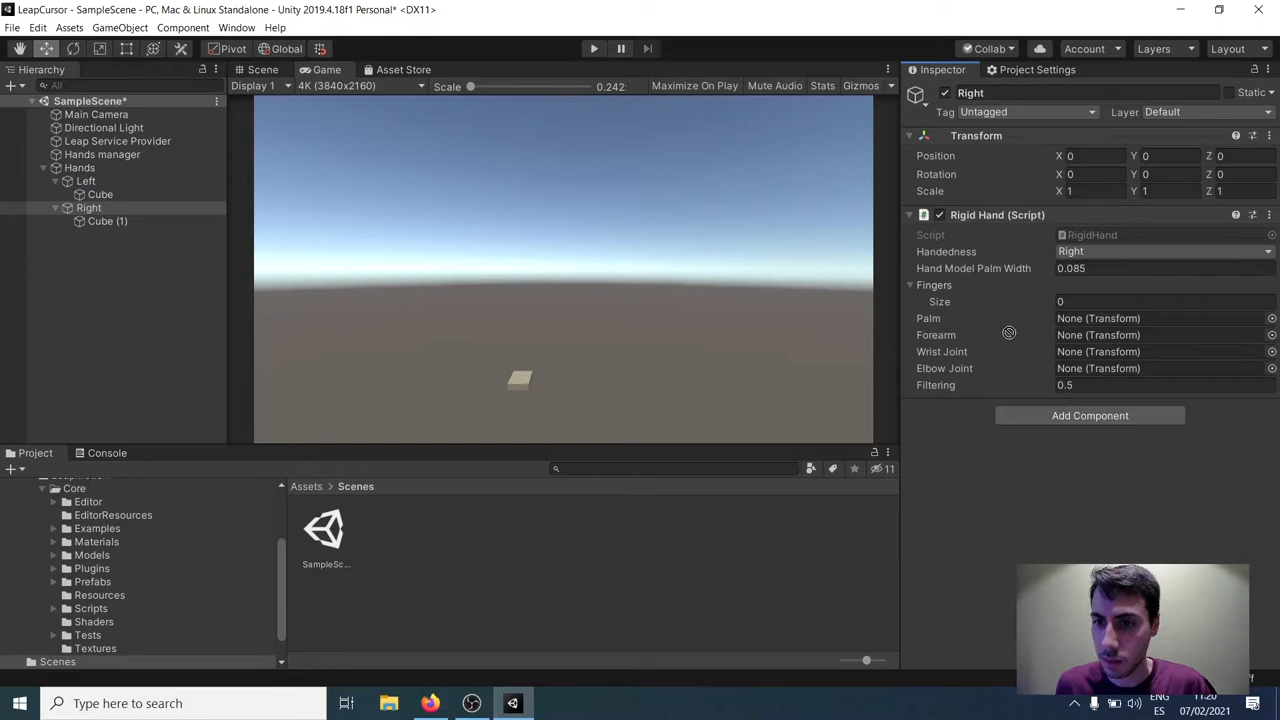 LeapCursor - SampleScene - PC, Mac & Linux Standalone - Unity 2019.4.18f1 Personal* <DX11>
File Edit Assets GameObject Component Window Help
Pivot Global Collab Account Layers Layout
Hierarchy
All
SampleScene*
Main Camera
Directional Light
Leap Service Provider
Hands manager
Hands
Left
Cube
Right
Cube (1)
Scene Game Asset Store
Display 1 4K (3840x2160) Scale 0.242 Maximize On Play Mute Audio Stats Gizmos
Inspector Project Settings
Right Static
Tag Untagged Layer Default
Transform
Position X 0 Y 0 Z 0
Rotation X 0 Y 0 Z 0
Scale X 1 Y 1 Z 1
Rigid Hand (Script)
Script RigidHand
Handedness Right
Hand Model Palm Width 0.085
Fingers
Size 0
Palm None (Transform)
Forearm None (Transform)
Wrist Joint None (Transform)
Elbow Joint None (Transform)
Filtering 0.5
Add Component
Project Console
11
Core
Editor
EditorResources
Examples
Materials
Models
Plugins
Prefabs
Resources
Scripts
Shaders
Tests
Textures
Scenes
Assets Scenes
SampleSc...
Type here to search
ENG
ES
11:20
07/02/2021